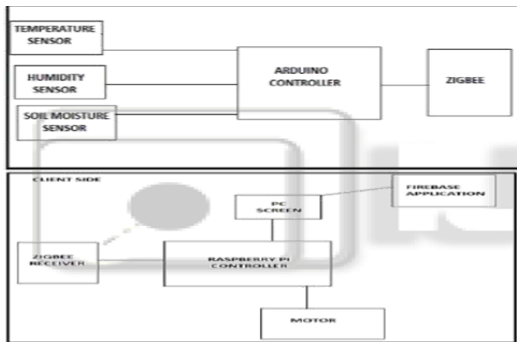 TEMPERATURE
SENSOR
HUMIDITY
SENSOR
SOIL MOISTURE
SENSOR
ARDUINO
CONTROLLER
ZIGBEE
CLIENT SIDE
FIREBASE
APPLICATION
PC
SCREEN
ZIGBEE
RECEIVER
RASPBERRY PI
CONTROLLER
MOTOR